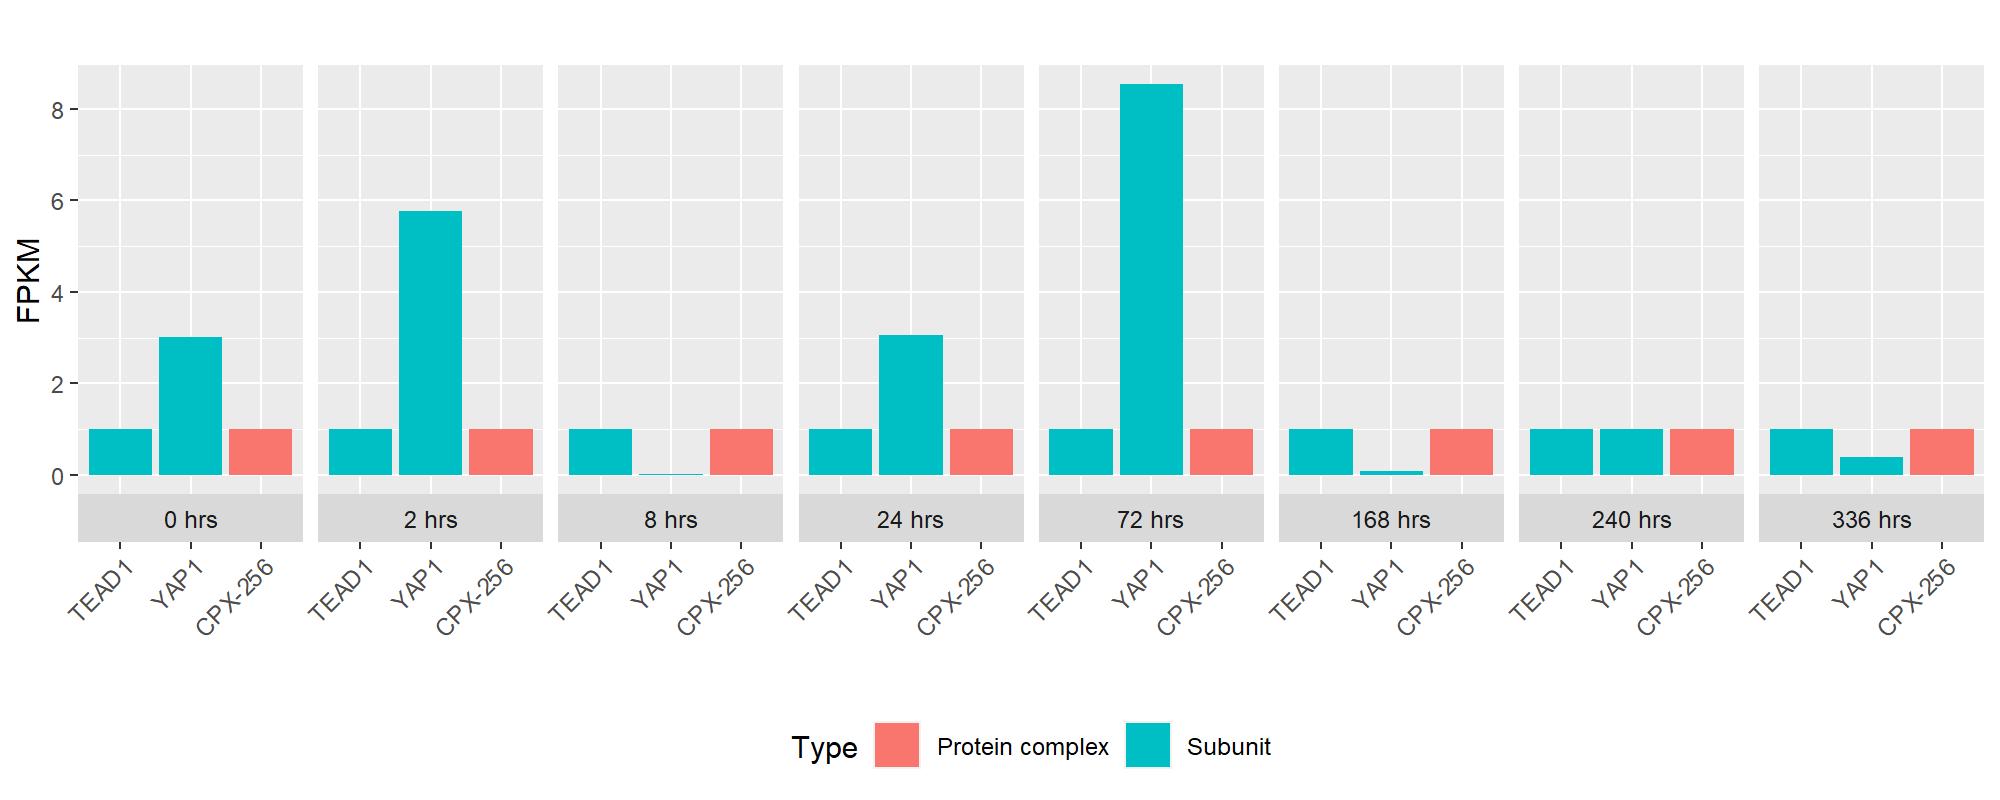 FPKM
8
6
4
2
0
0 hrs 2 hrs 8 hrs 24 hrs 72 hrs 168 hrs 240 hrs 336 hrs
TEAD1 YAP1 CPX-256 TEAD1 YAP1 CPX-256 TEAD1 YAP1 CPX-256 TEAD1 YAP1 CPX-256 TEAD1 YAP1 CPX-256 TEAD1 YAP1 CPX-256 TEAD1 YAP1 CPX-256 TEAD1 YAP1 CPX-256
Type Protein complex Subunit